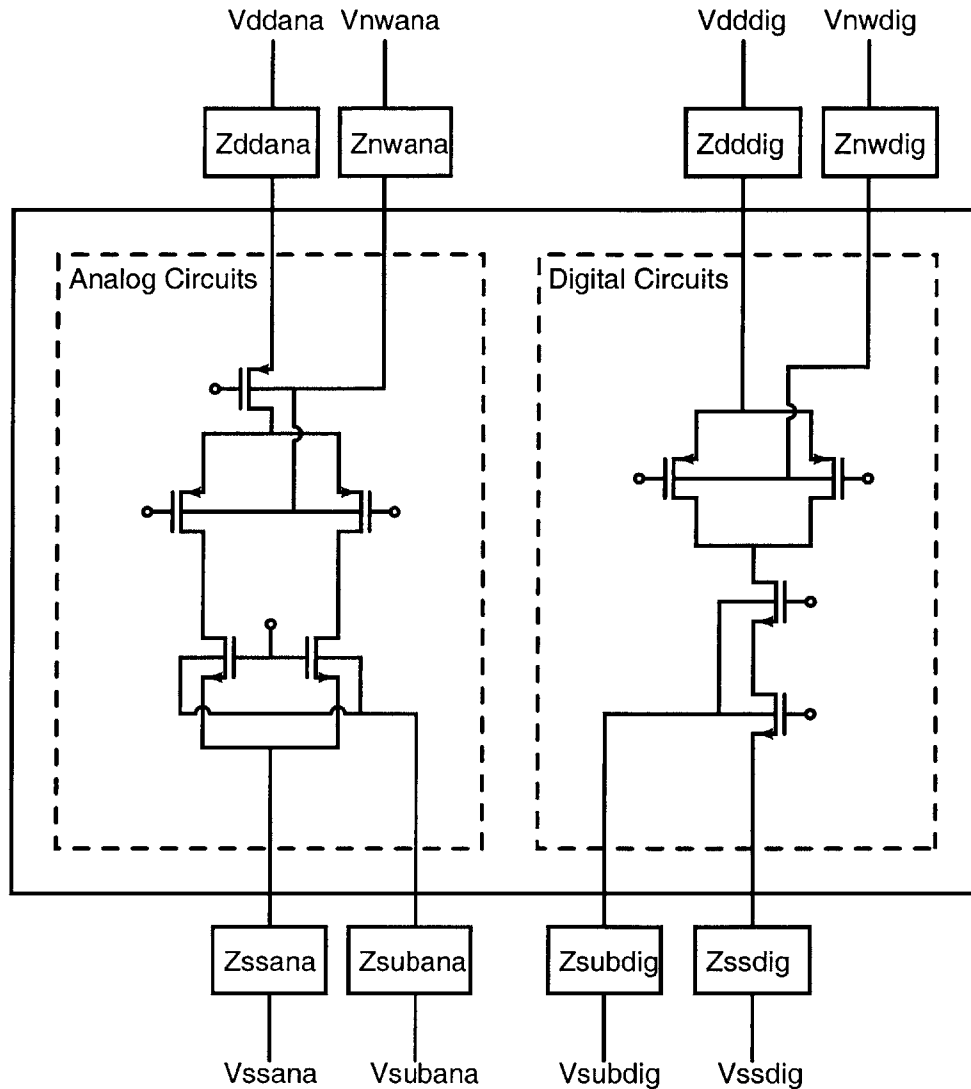 Vddana Vnwana Vdddig Vnwdig
Zddana Znwana Zdddig Znwdig
Analog Circuits Digital Circuits
Zssana Zsubana Zsubdig Zssdig
Vssana Vsubana Vsubdig Vssdig